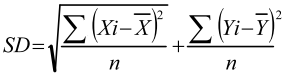 SD=√(∑(Xi−X̅)²/n) + ∑(Yi−Y̅)²/n